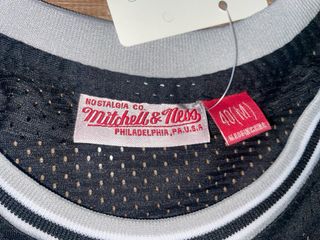 NOSTALGIA CO.
Mitchell & Ness
PHILADELPHIA, PA. U.S.A
40(M)